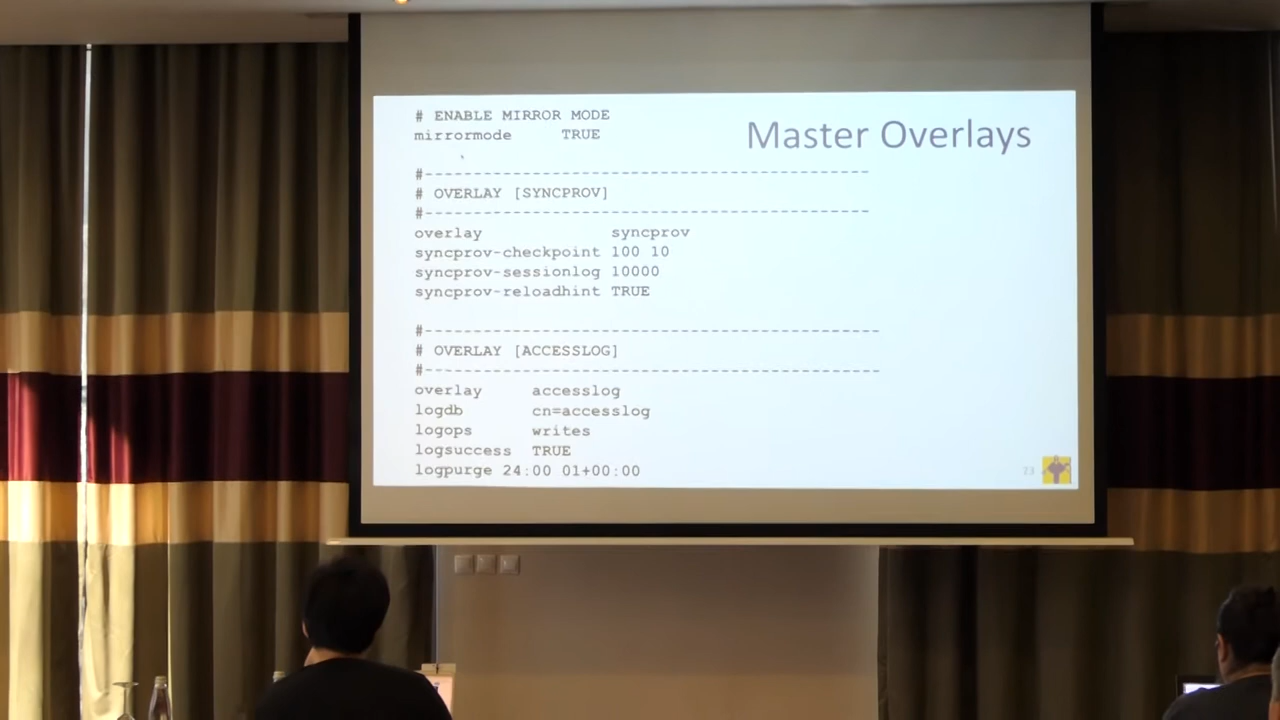 # ENABLE MIRROR MODE
mirrormode     TRUE
Master Overlays
#----------------------------------------------
# OVERLAY [SYNCPROV]
#----------------------------------------------
overlay             syncprov
syncprov-checkpoint 100 10
syncprov-sessionlog 10000
syncprov-reloadhint TRUE
#-----------------------------------------------
# OVERLAY [ACCESSLOG]
#-----------------------------------------------
overlay     accesslog
logdb       cn=accesslog
logops      writes
logsuccess  TRUE
logpurge 24:00 01+00:00
23